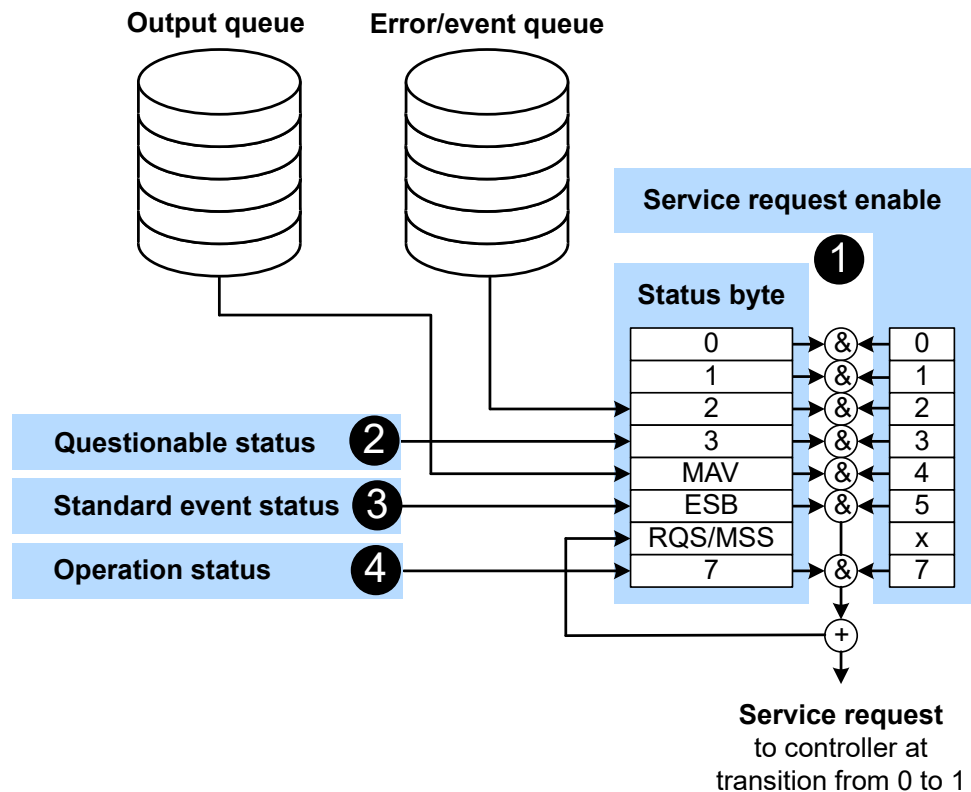 Output queue
Error/event queue
Service request enable
1
Status byte
0 & 0
1 & 1
2 & 2
Questionable status 2
3 & 3
MAV & 4
Standard event status 3
ESB & 5
RQS/MSS x
Operation status 4
7 & 7
+
Service request
to controller at
transition from 0 to 1